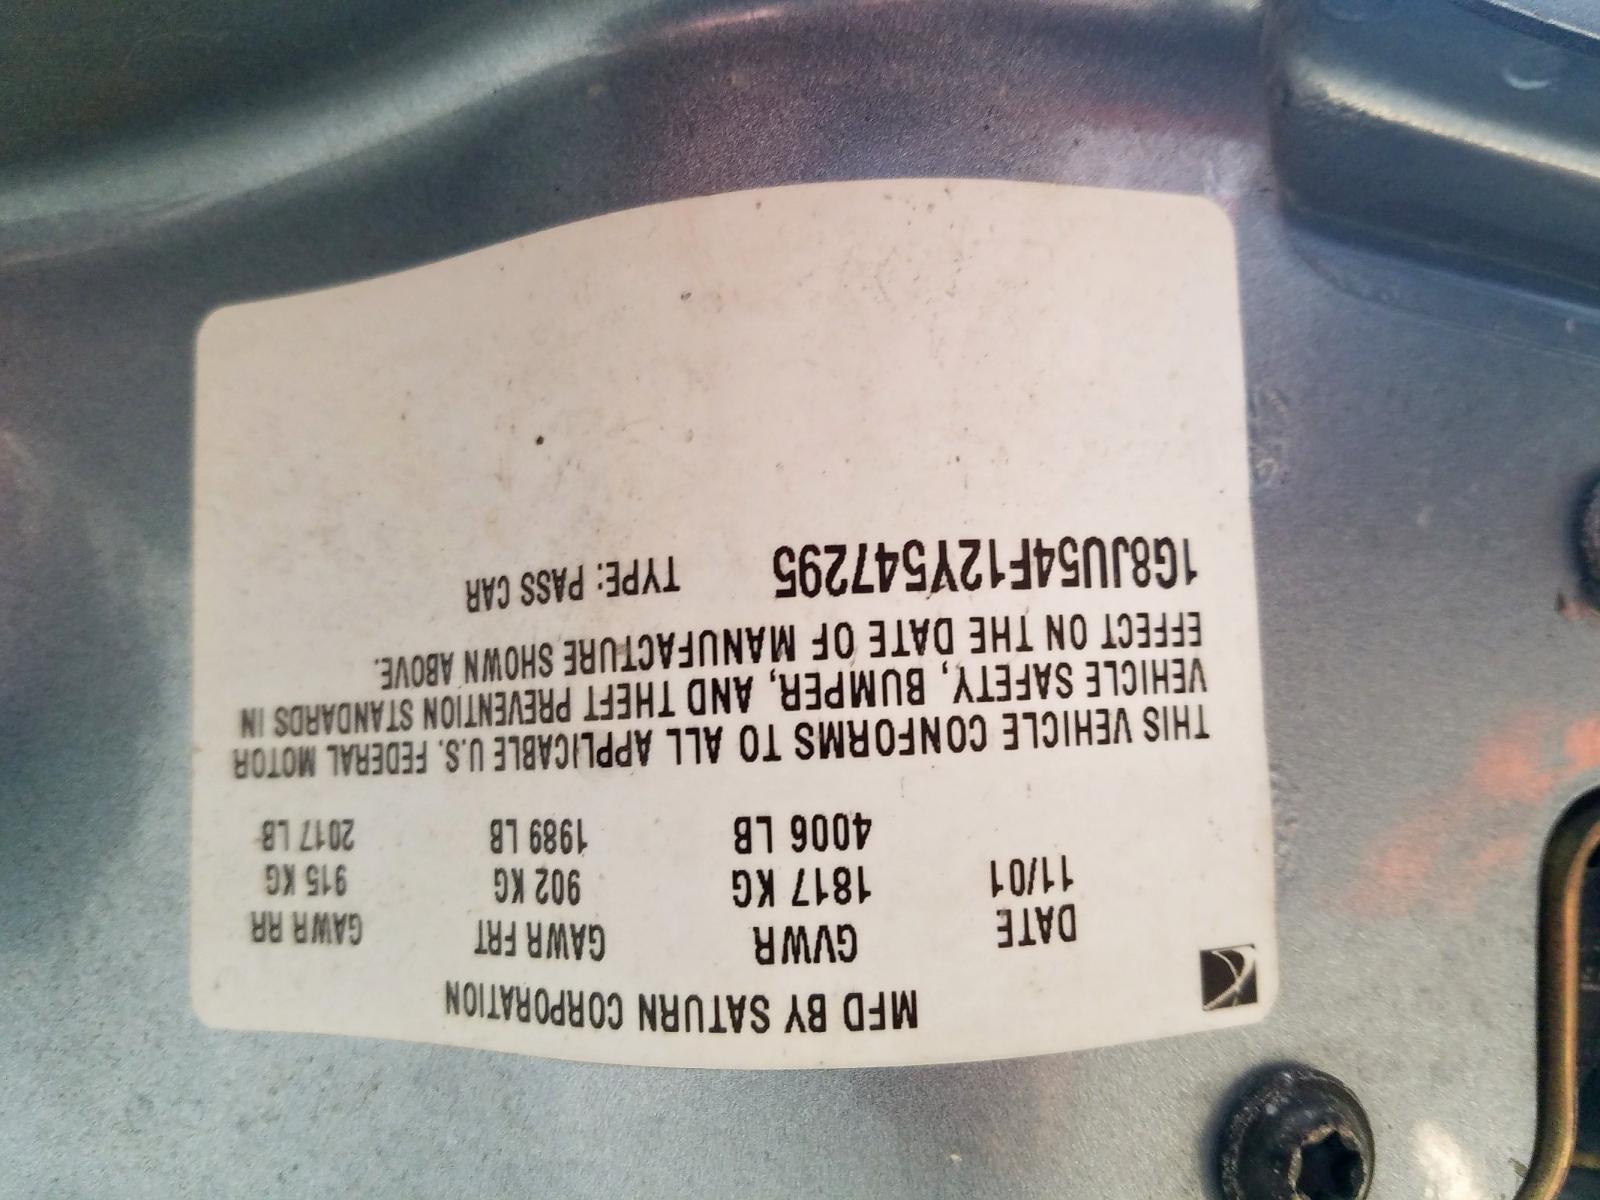 MFD BY SATURN CORPORATION
DATE GVWR GAWR FRT GAWR RR
11/01 1817 KG 902 KG 915 KG
4006 LB 1989 LB 2017 LB
THIS VEHICLE CONFORMS TO ALL APPLICABLE U.S. FEDERAL MOTOR
VEHICLE SAFETY, BUMPER, AND THEFT PREVENTION STANDARDS IN
EFFECT ON THE DATE OF MANUFACTURE SHOWN ABOVE.
1G8JU54F12Y547295 TYPE: PASS CAR